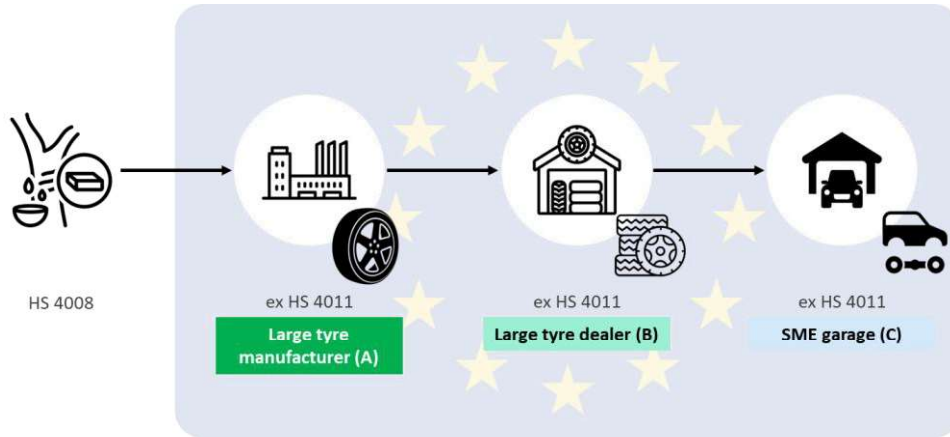 HS 4008
ex HS 4011
ex HS 4011
ex HS 4011
Large tyre
manufacturer (A)
Large tyre dealer (B)
SME garage (C)